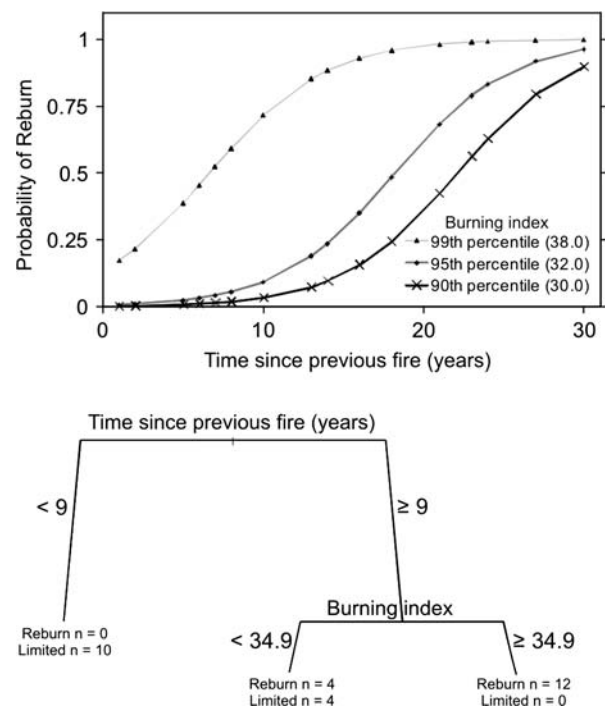 Probability of Reburn
1
0.75
0.5
0.25
0
Burning index
99th percentile (38.0)
95th percentile (32.0)
90th percentile (30.0)
0
10
20
30
Time since previous fire (years)
Time since previous fire (years)
< 9
≥ 9
Reburn n = 0
Limited n = 10
Burning index
< 34.9
≥ 34.9
Reburn n = 4
Limited n = 4
Reburn n = 12
Limited n = 0